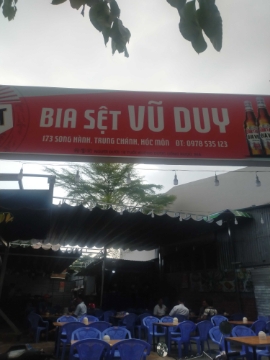 BIA SỆT VŨ DUY
173 SONG HÀNH, TRUNG CHÁNH, HÓC MÔN ĐT: 0978 535 123